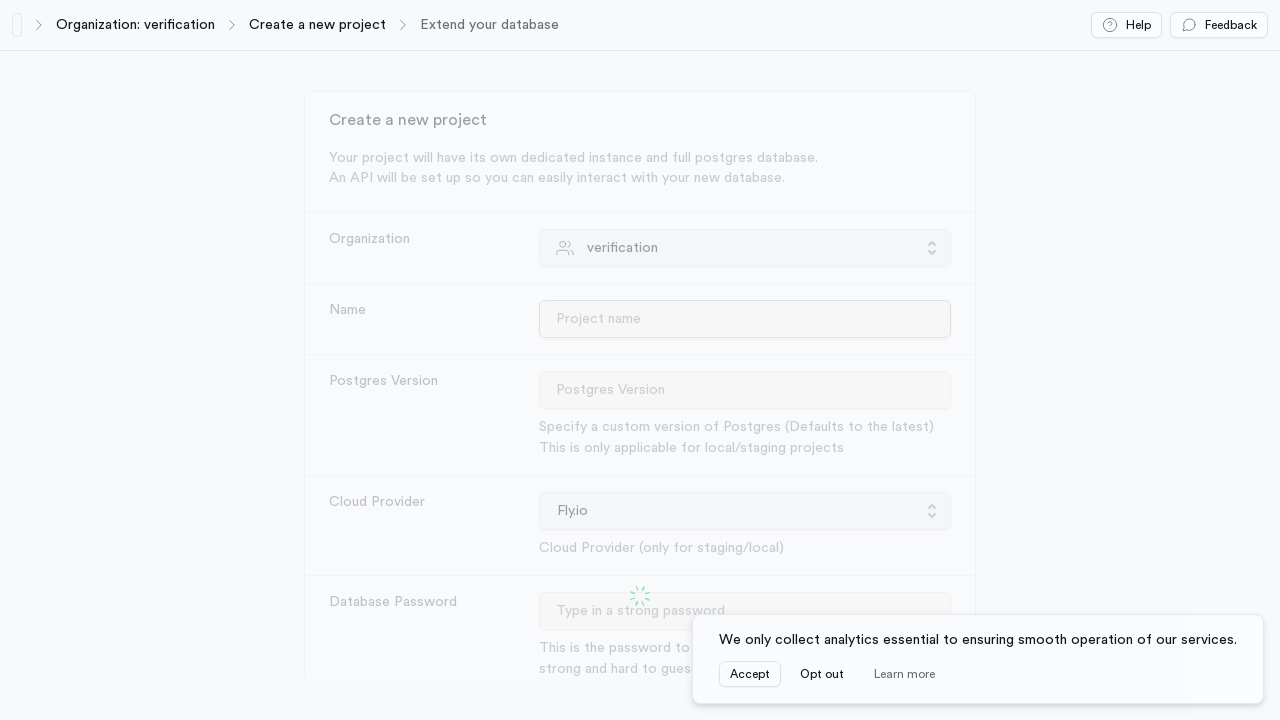 Organization: verification
Create a new project
Extend your database
Help
Feedback
Create a new project
Your project will have its own dedicated instance and full postgres database.
An API will be set up so you can easily interact with your new database.
Organization
verification
Name
Project name
Postgres Version
Postgres Version
Specify a custom version of Postgres (Defaults to the latest)
This is only applicable for local/staging projects
Cloud Provider
Fly.io
Cloud Provider (only for staging/local)
Database Password
Type in a strong password
This is the password to
strong and hard to gues
We only collect analytics essential to ensuring smooth operation of our services.
Accept
Opt out
Learn more